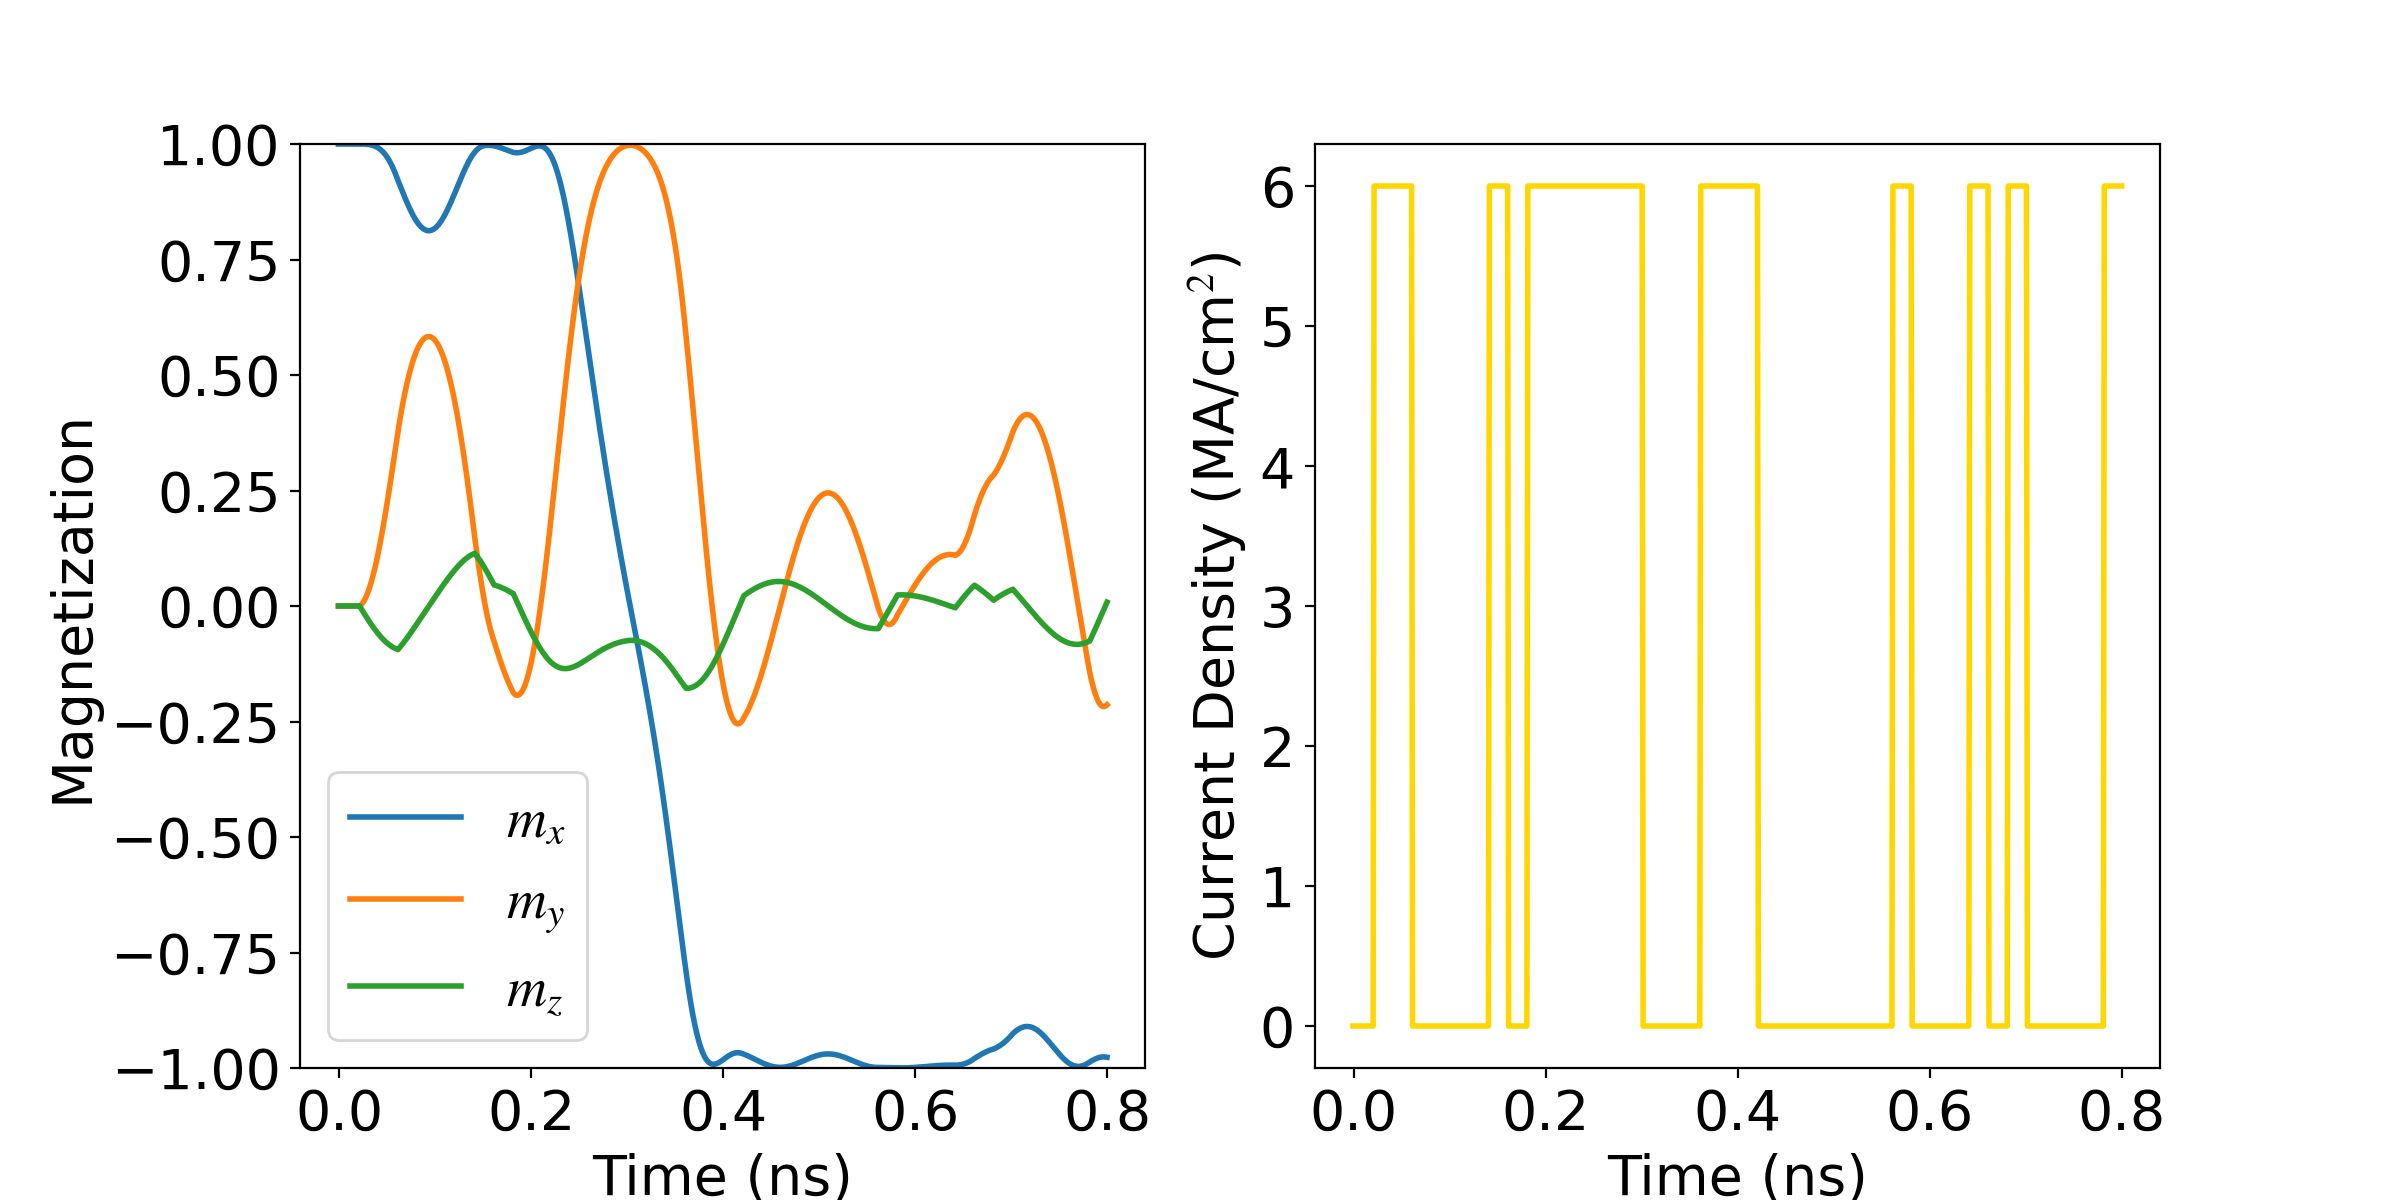 1.00
0.75
0.50
0.25
0.00
−0.25
−0.50
−0.75
−1.00
Magnetization
m_x
m_y
m_z
0.0 0.2 0.4 0.6 0.8
Time (ns)
6
5
4
3
2
1
0
Current Density (MA/cm²)
0.0 0.2 0.4 0.6 0.8
Time (ns)